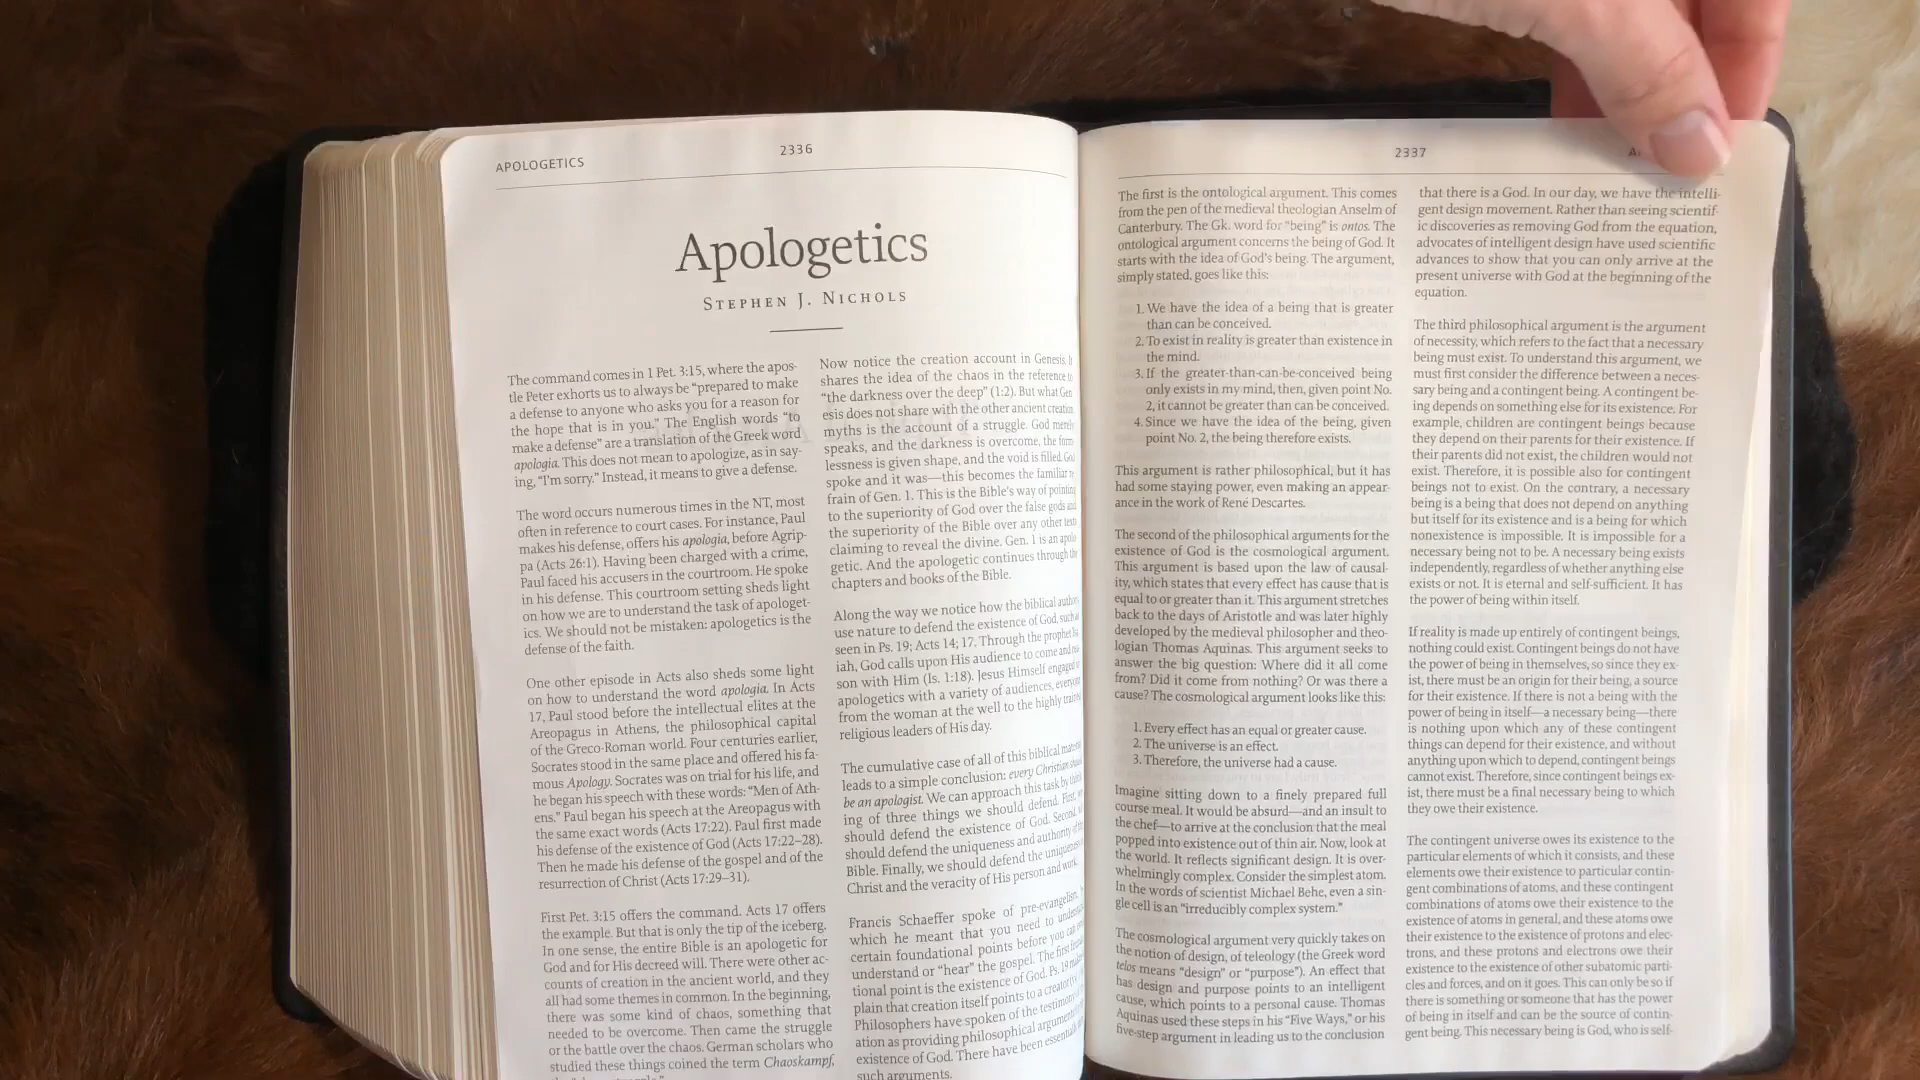 APOLOGETICS
2336
Apologetics
STEPHEN J. NICHOLS
The command comes in 1 Pet. 3:15, where the apos-
tle Peter exhorts us to always be “prepared to make
a defense to anyone who asks you for a reason for
the hope that is in you.” The English words “to
make a defense” are a translation of the Greek word
apologia. This does not mean to apologize, as in say-
ing, “I'm sorry.” Instead, it means to give a defense.
The word occurs numerous times in the NT, most
often in reference to court cases. For instance, Paul
makes his defense, offers his apologia, before Agrip-
pa (Acts 26:1). Having been charged with a crime,
Paul faced his accusers in the courtroom. He spoke
in his defense. This courtroom setting sheds light
on how we are to understand the task of apologet-
ics. We should not be mistaken: apologetics is the
defense of the faith.
One other episode in Acts also sheds some light
on how to understand the word apologia. In Acts
17, Paul stood before the intellectual elites at the
Areopagus in Athens, the philosophical capital
of the Greco-Roman world. Four centuries earlier,
Socrates stood in the same place and offered his fa-
mous Apology. Socrates was on trial for his life, and
he began his speech with these words: “Men of Ath-
ens.” Paul began his speech at the Areopagus with
the same exact words (Acts 17:22). Paul first made
his defense of the existence of God (Acts 17:22–28).
Then he made his defense of the gospel and of the
resurrection of Christ (Acts 17:29–31).
First Pet. 3:15 offers the command. Acts 17 offers
the example. But that is only the tip of the iceberg.
In one sense, the entire Bible is an apologetic for
God and for His decreed will. There were other ac-
counts of creation in the ancient world, and they
all had some themes in common. In the beginning,
there was some kind of chaos, something that
needed to be overcome. Then came the struggle
or the battle over the chaos. German scholars who
studied these things coined the term Chaoskampf,
Now notice the creation account in Genesis. It
shares the idea of the chaos in the reference to
“the darkness over the deep” (1:2). But what Gen
esis does not share with the other ancient creation
myths is the account of a struggle. God merely
speaks, and the darkness is overcome, the form
lessness is given shape, and the void is filled. God
spoke and it was—this becomes the familiar re-
frain of Gen. 1. This is the Bible's way of pointing
to the superiority of God over the false gods and
the superiority of the Bible over any other texts
claiming to reveal the divine. Gen. 1 is an apolo
getic. And the apologetic continues through the
chapters and books of the Bible.
Along the way we notice how the biblical author
use nature to defend the existence of God, such a
seen in Ps. 19; Acts 14; 17. Through the prophet Isa
iah, God calls upon His audience to come and rea
son with Him (Is. 1:18). Jesus Himself engaged in
apologetics with a variety of audiences, everyon
from the woman at the well to the highly traine
religious leaders of His day.
The cumulative case of all of this biblical mater
leads to a simple conclusion: every Christian
be an apologist. We can approach this task by
ing of three things we should defend. First,
should defend the existence of God. Second,
should defend the uniqueness and authority of
Bible. Finally, we should defend the uniqueness
Christ and the veracity of His person and work.
Francis Schaeffer spoke of pre-evangelism,
which he meant that you need to
certain foundational points before you can
understand or “hear” the gospel. The first
tional point is the existence of God. Ps. 19
plain that creation itself points to a creator
Philosophers have spoken of the testimony
ation as providing philosophical
existence of God. There have been
such arguments.
2337
The first is the ontological argument. This comes
from the pen of the medieval theologian Anselm of
Canterbury. The Gk. word for “being” is ontos. The
ontological argument concerns the being of God. It
starts with the idea of God's being. The argument,
simply stated, goes like this:
1. We have the idea of a being that is greater
than can be conceived.
2. To exist in reality is greater than existence in
the mind.
3. If the greater-than-can-be-conceived being
only exists in my mind, then, given point No.
2, it cannot be greater than can be conceived.
4. Since we have the idea of the being, given
point No. 2, the being therefore exists.
This argument is rather philosophical, but it has
had some staying power, even making an appear-
ance in the work of René Descartes.
The second of the philosophical arguments for the
existence of God is the cosmological argument.
This argument is based upon the law of causal-
ity, which states that every effect has cause that is
equal to or greater than it. This argument stretches
back to the days of Aristotle and was later highly
developed by the medieval philosopher and theo-
logian Thomas Aquinas. This argument seeks to
answer the big question: Where did it all come
from? Did it come from nothing? Or was there a
cause? The cosmological argument looks like this:
1. Every effect has an equal or greater cause.
2. The universe is an effect.
3. Therefore, the universe had a cause.
Imagine sitting down to a finely prepared full
course meal. It would be absurd—and an insult to
the chef—to arrive at the conclusion that the meal
popped into existence out of thin air. Now, look at
the world. It reflects significant design. It is over-
whelmingly complex. Consider the simplest atom.
In the words of scientist Michael Behe, even a sin-
gle cell is an “irreducibly complex system.”
The cosmological argument very quickly takes on
the notion of design, of teleology (the Greek word
telos means “design” or “purpose”). An effect that
has design and purpose points to an intelligent
cause, which points to a personal cause. Thomas
Aquinas used these steps in his “Five Ways,” or his
five-step argument in leading us to the conclusion
that there is a God. In our day, we have the intelli-
gent design movement. Rather than seeing scientif-
ic discoveries as removing God from the equation,
advocates of intelligent design have used scientific
advances to show that you can only arrive at the
present universe with God at the beginning of the
equation.
The third philosophical argument is the argument
of necessity, which refers to the fact that a necessary
being must exist. To understand this argument, we
must first consider the difference between a neces-
sary being and a contingent being. A contingent be-
ing depends on something else for its existence. For
example, children are contingent beings because
they depend on their parents for their existence. If
their parents did not exist, the children would not
exist. Therefore, it is possible also for contingent
beings not to exist. On the contrary, a necessary
being is a being that does not depend on anything
but itself for its existence and is a being for which
nonexistence is impossible. It is impossible for a
necessary being not to be. A necessary being exists
independently, regardless of whether anything else
exists or not. It is eternal and self-sufficient. It has
the power of being within itself.
If reality is made up entirely of contingent beings,
nothing could exist. Contingent beings do not have
the power of being in themselves, so since they ex-
ist, there must be an origin for their being, a source
for their existence. If there is not a being with the
power of being in itself—a necessary being—there
is nothing upon which any of these contingent
things can depend for their existence, and without
anything upon which to depend, contingent beings
cannot exist. Therefore, since contingent beings ex-
ist, there must be a final necessary being to which
they owe their existence.
The contingent universe owes its existence to the
particular elements of which it consists, and these
elements owe their existence to particular contin-
gent combinations of atoms, and these contingent
combinations of atoms owe their existence to the
existence of atoms in general, and these atoms owe
their existence to the existence of protons and elec-
trons, and these protons and electrons owe their
existence to the existence of other subatomic parti-
cles and forces, and on it goes. This can only be so if
there is something or someone that has the power
of being in itself and can be the source of contin-
gent being. This necessary being is God, who is self-